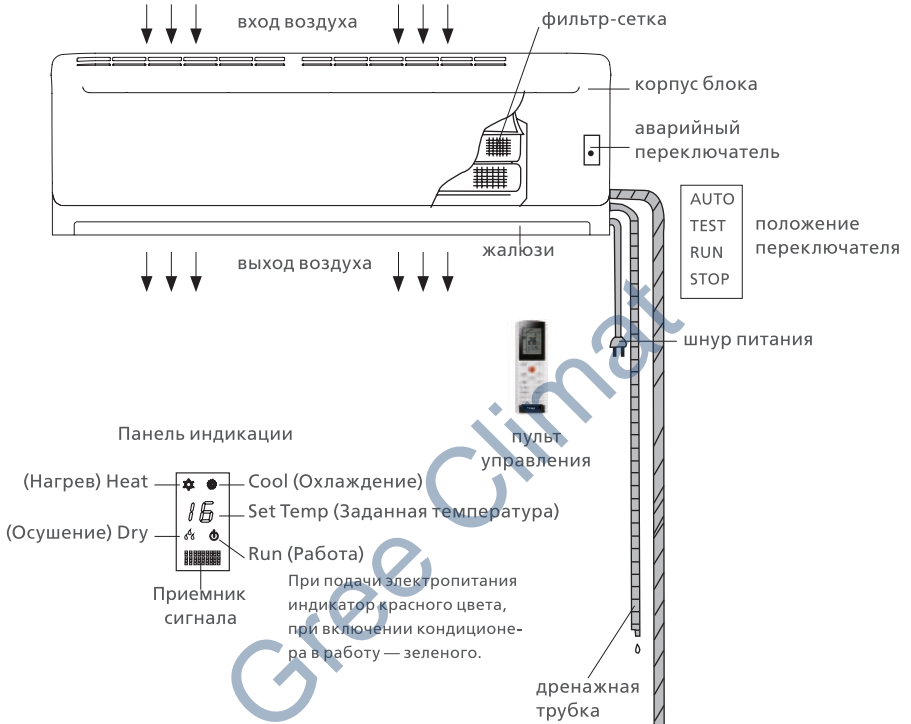 вход воздуха
фильтр-сетка
корпус блока
аварийный
переключатель
AUTO
TEST
RUN
STOP
положение
переключателя
жалюзи
выход воздуха
шнур питания
пульт
управления
Панель индикации
(Нагрев) Heat
Cool (Охлаждение)
16
Set Temp (Заданная температура)
(Осушение) Dry
Run (Работа)
При подачи электропитания
индикатор красного цвета,
при включении кондиционе-
ра в работу — зеленого.
Приемник
сигнала
дренажная
трубка
Gree Climat